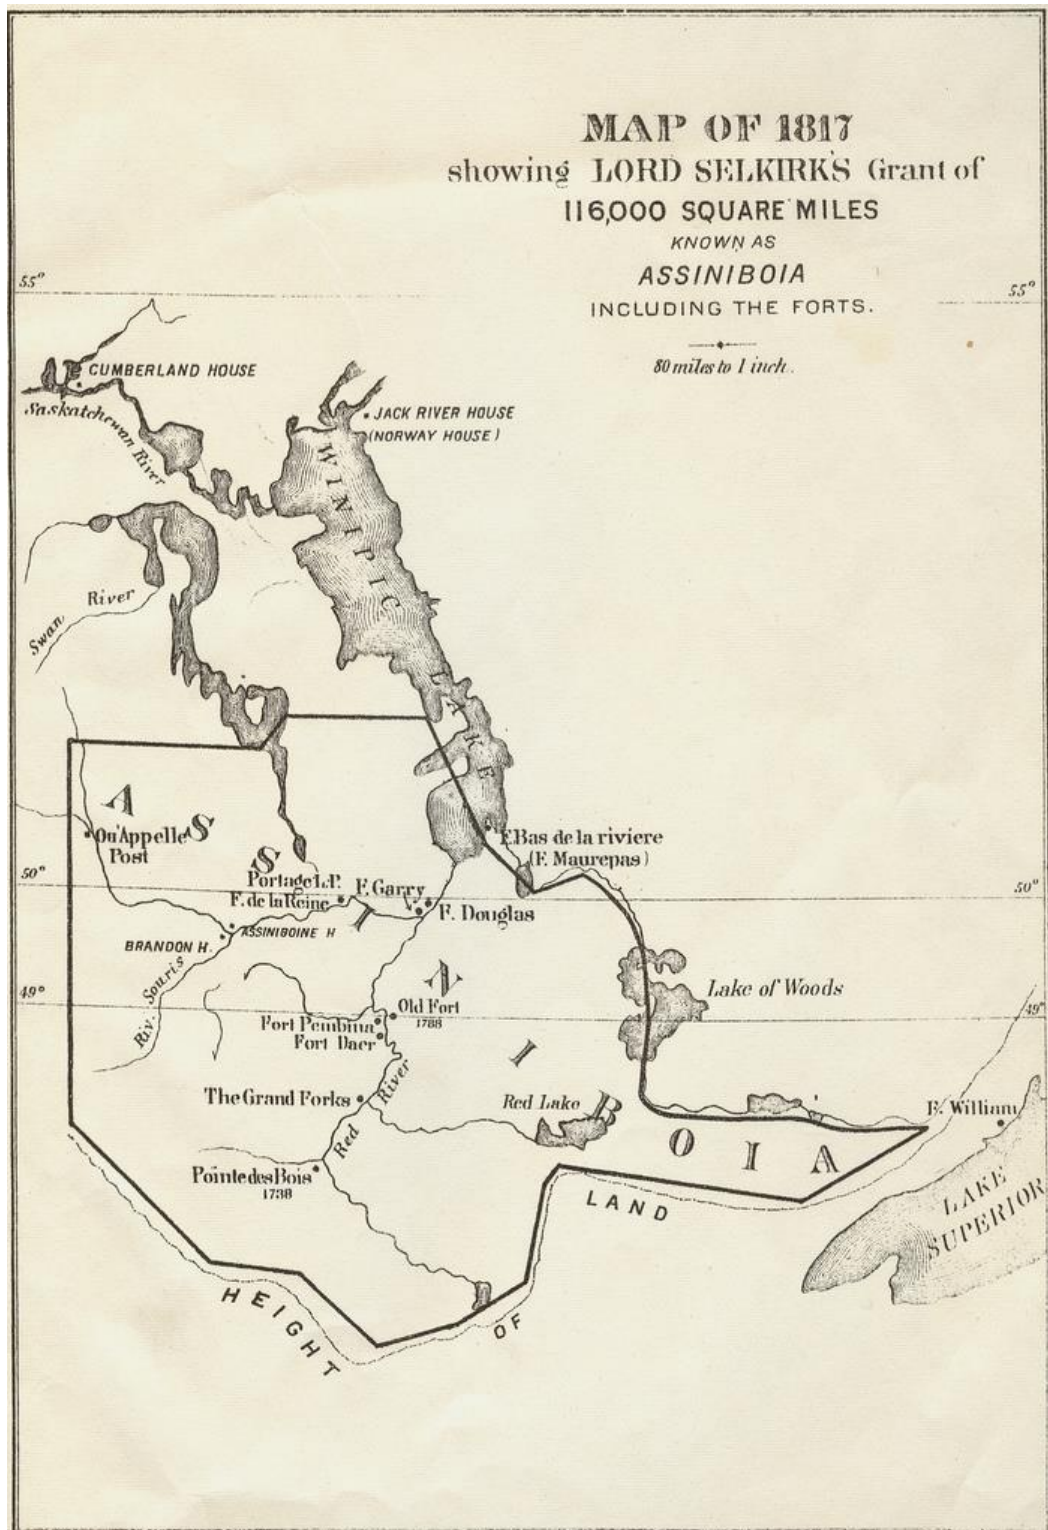 MAP OF 1817
showing LORD SELKIRK'S Grant of
116,000 SQUARE MILES
KNOWN AS
ASSINIBOIA
INCLUDING THE FORTS.
80 miles to 1 inch.
55°
55°
CUMBERLAND HOUSE
Saskatchewan River
JACK RIVER HOUSE
(NORWAY HOUSE)
WINIPIC LAKE
Swan River
ASSINIBOIA
Qu'Appelle
Post
F. Bas de la riviere
(F. Maurepas)
50°
50°
Portage L.P.
F. de la Reine
F. Garry
F. Douglas
BRANDON H.
ASSINIBOINE H
Riv. Souris
Lake of Woods
49°
49°
Old Fort
1788
Fort Pembina
Fort Daer
The Grand Forks
Red River
Red Lake
F. William
Pointe des Bois
1738
LAKE
SUPERIOR
HEIGHT OF LAND